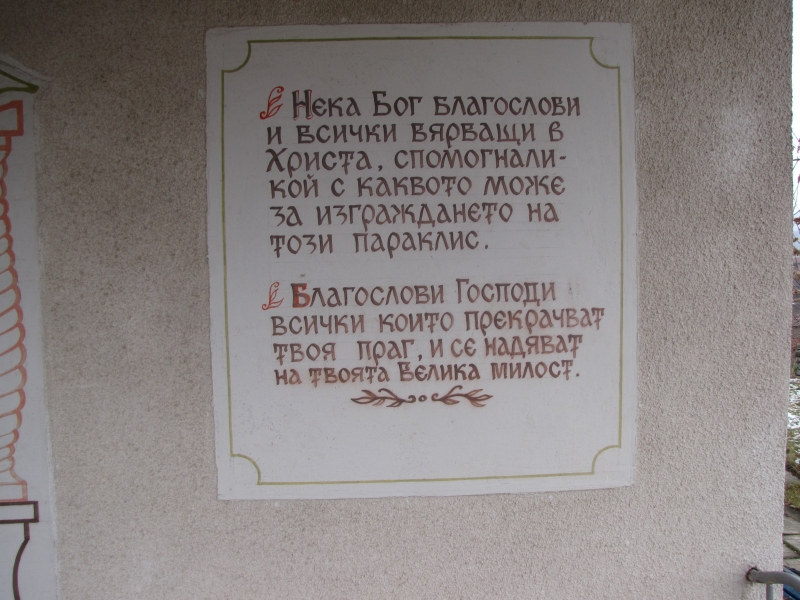 Нека Бог благослови
и всички вярващи в
Христа, спомогнали-
кой с каквото може
за изграждането на
този параклис.
Благослови Господи
всички които прекрачват
твоя праг, и се надяват
на твоята Велика милост.